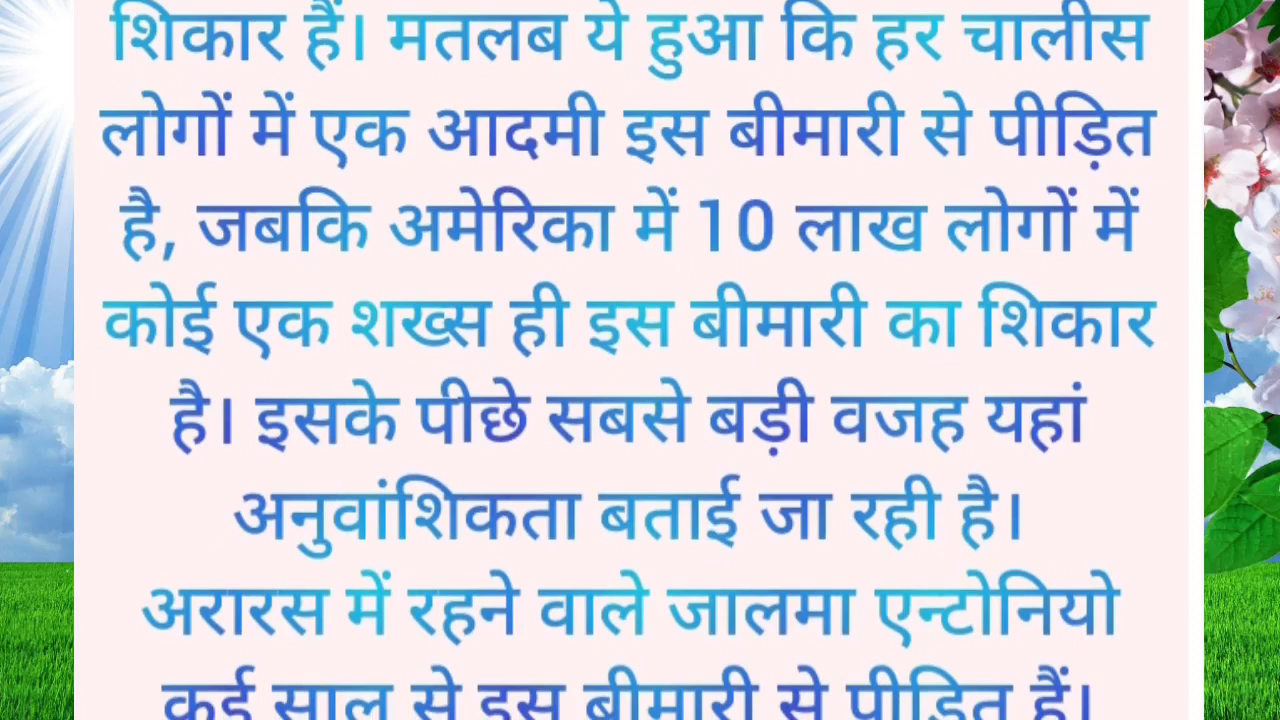 शिकार हैं। मतलब ये हुआ कि हर चालीस
लोगों में एक आदमी इस बीमारी से पीड़ित
है, जबकि अमेरिका में 10 लाख लोगों में
कोई एक शख्स ही इस बीमारी का शिकार
है। इसके पीछे सबसे बड़ी वजह यहां
अनुवांशिकता बताई जा रही है।
अरारस में रहने वाले जालमा एन्टोनियो
कई साल से इस बीमारी से पीड़ित हैं।